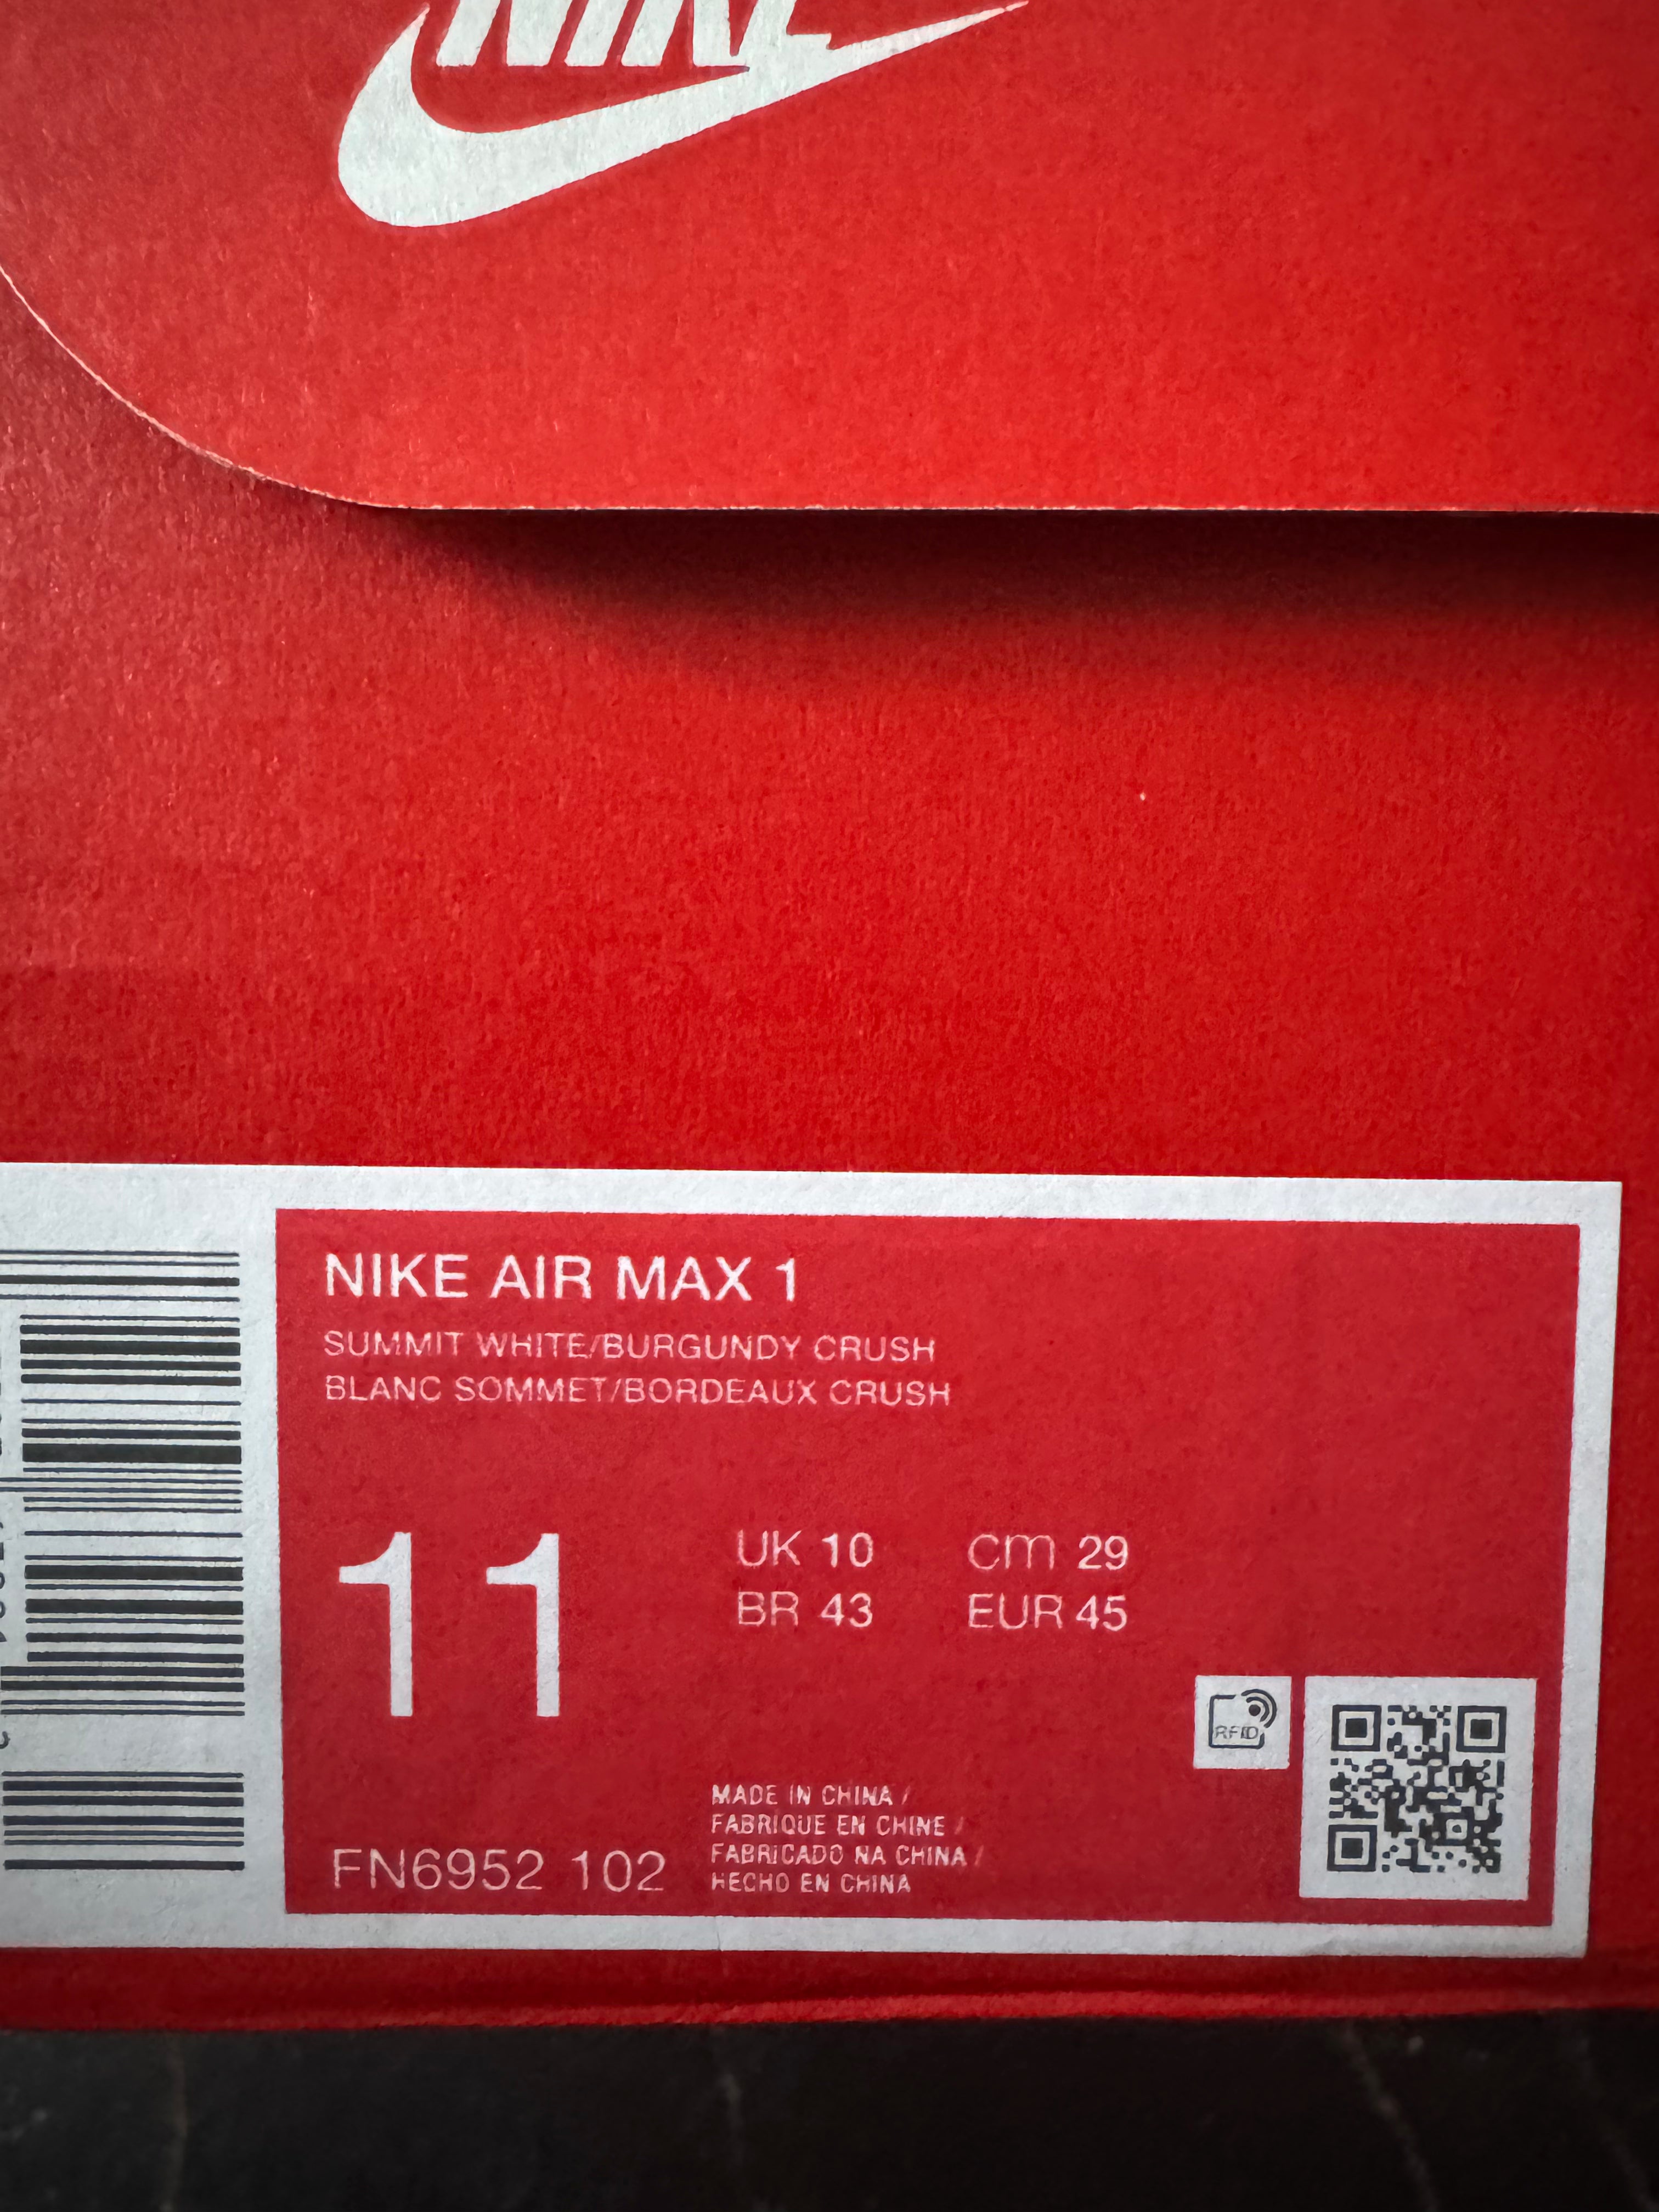 NIKE
NIKE AIR MAX 1
SUMMIT WHITE/BURGUNDY CRUSH
BLANC SOMMET/BORDEAUX CRUSH
11
UK 10
cm 29
BR 43
EUR 45
RFID
FN6952 102
MADE IN CHINA /
FABRIQUE EN CHINE /
FABRICADO NA CHINA /
HECHO EN CHINA